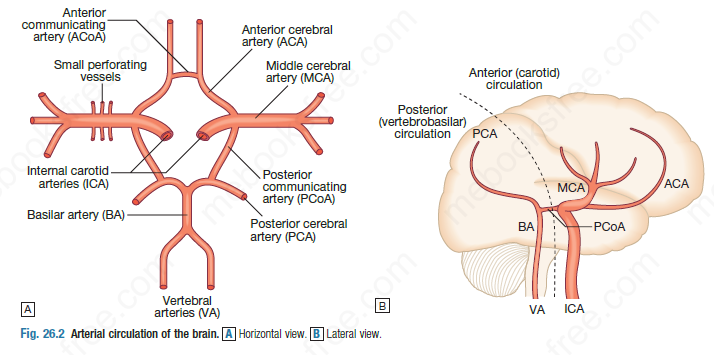 Anterior
communicating
artery (ACoA)
Anterior cerebral
artery (ACA)
Small perforating
vessels
Middle cerebral
artery (MCA)
Internal carotid
arteries (ICA)
Posterior
communicating
artery (PCoA)
Basilar artery (BA)
Posterior cerebral
artery (PCA)
Vertebral
arteries (VA)
A
Anterior (carotid)
circulation
Posterior
(vertebrobasilar)
circulation
PCA
MCA
ACA
BA
PCoA
VA
ICA
B
Fig. 26.2 Arterial circulation of the brain. A Horizontal view. B Lateral view.